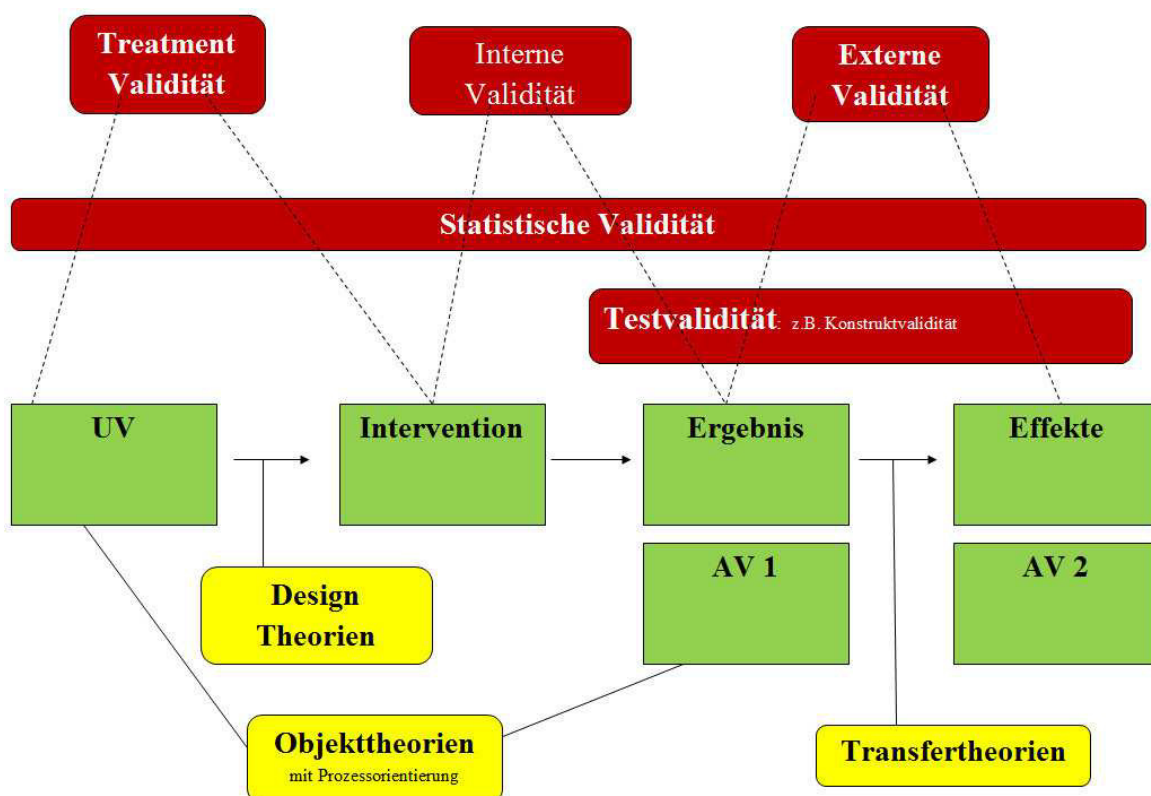 Treatment
Validität
Interne
Validität
Externe
Validität
Statistische Validität
Testvalidität: z.B. Konstruktvalidität
UV
Intervention
Ergebnis
Effekte
AV 1
AV 2
Design
Theorien
Objekttheorien
mit Prozessorientierung
Transfertheorien